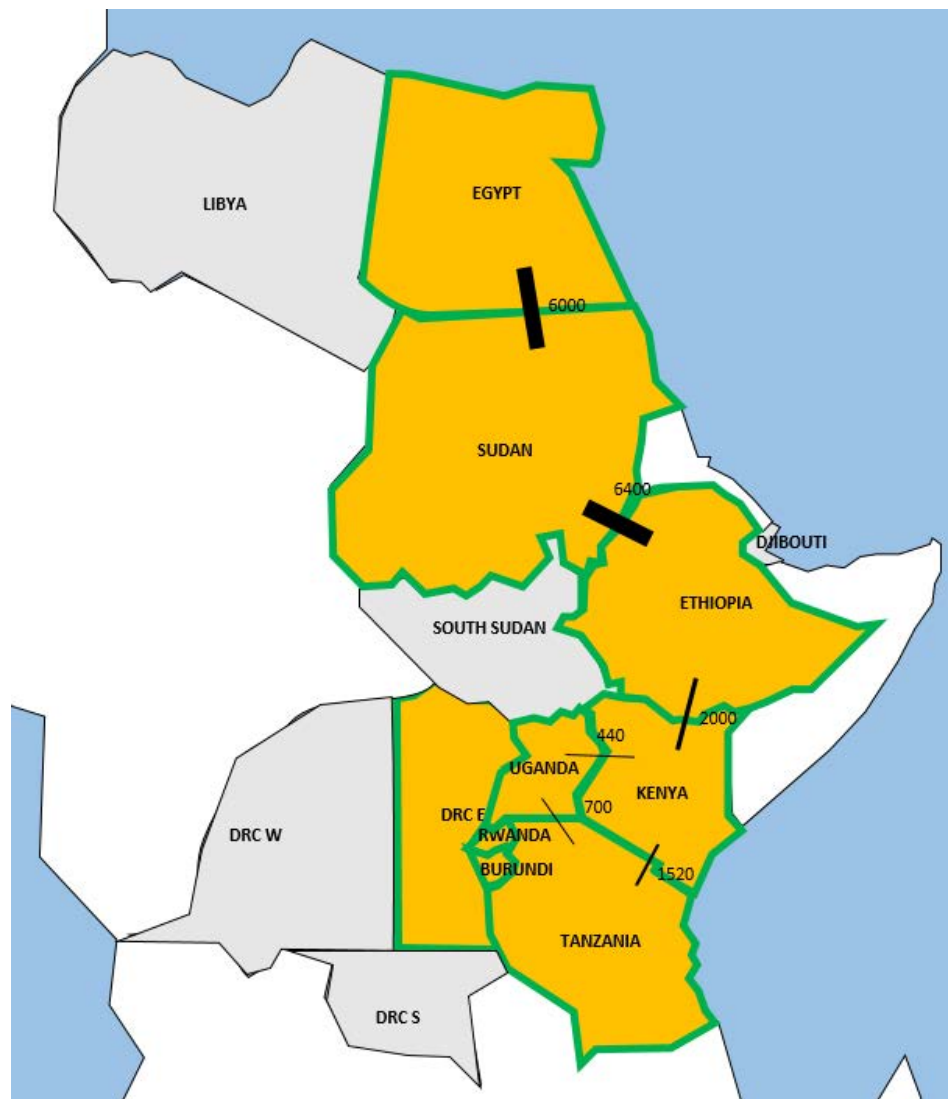 EGYPT
LIBYA
6000
SUDAN
6400
DJIBOUTI
ETHIOPIA
SOUTH SUDAN
2000
440
UGANDA
KENYA
700
DRC E
DRC W
RWANDA
BURUNDI
1520
TANZANIA
DRC S